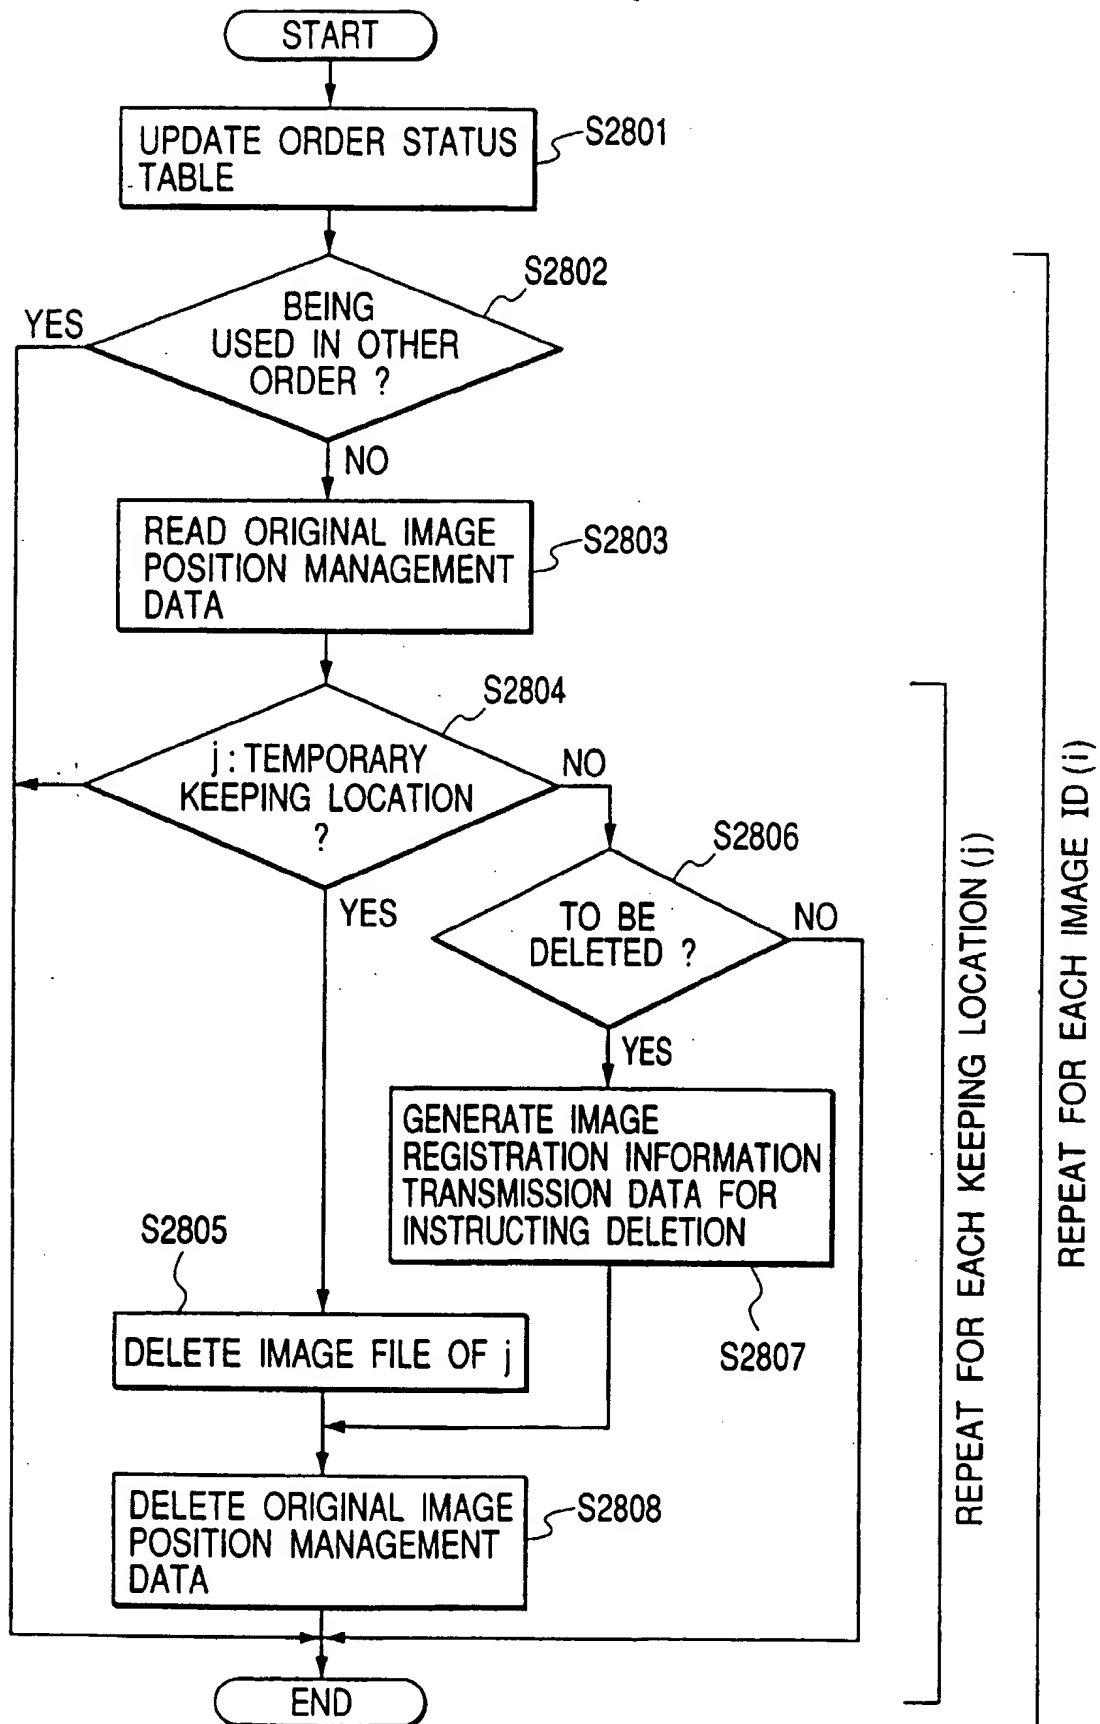 START
UPDATE ORDER STATUS
TABLE
S2801
S2802
BEING
USED IN OTHER
ORDER ?
YES
NO
READ ORIGINAL IMAGE
POSITION MANAGEMENT
DATA
S2803
S2804
j : TEMPORARY
KEEPING LOCATION
?
NO
YES
S2806
TO BE
DELETED ?
NO
YES
GENERATE IMAGE
REGISTRATION INFORMATION
TRANSMISSION DATA FOR
INSTRUCTING DELETION
S2807
S2805
DELETE IMAGE FILE OF j
DELETE ORIGINAL IMAGE
POSITION MANAGEMENT
DATA
S2808
END
REPEAT FOR EACH KEEPING LOCATION (j)
REPEAT FOR EACH IMAGE ID (i)